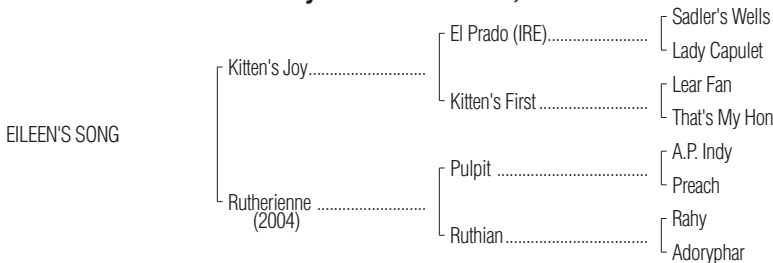 Sadler's Wells
El Prado (IRE)
Lady Capulet
Kitten's Joy
Lear Fan
Kitten's First
That's My Hon
EILEEN'S SONG
A.P. Indy
Pulpit
Preach
Rutherienne
(2004)
Rahy
Ruthian
Adoryphar